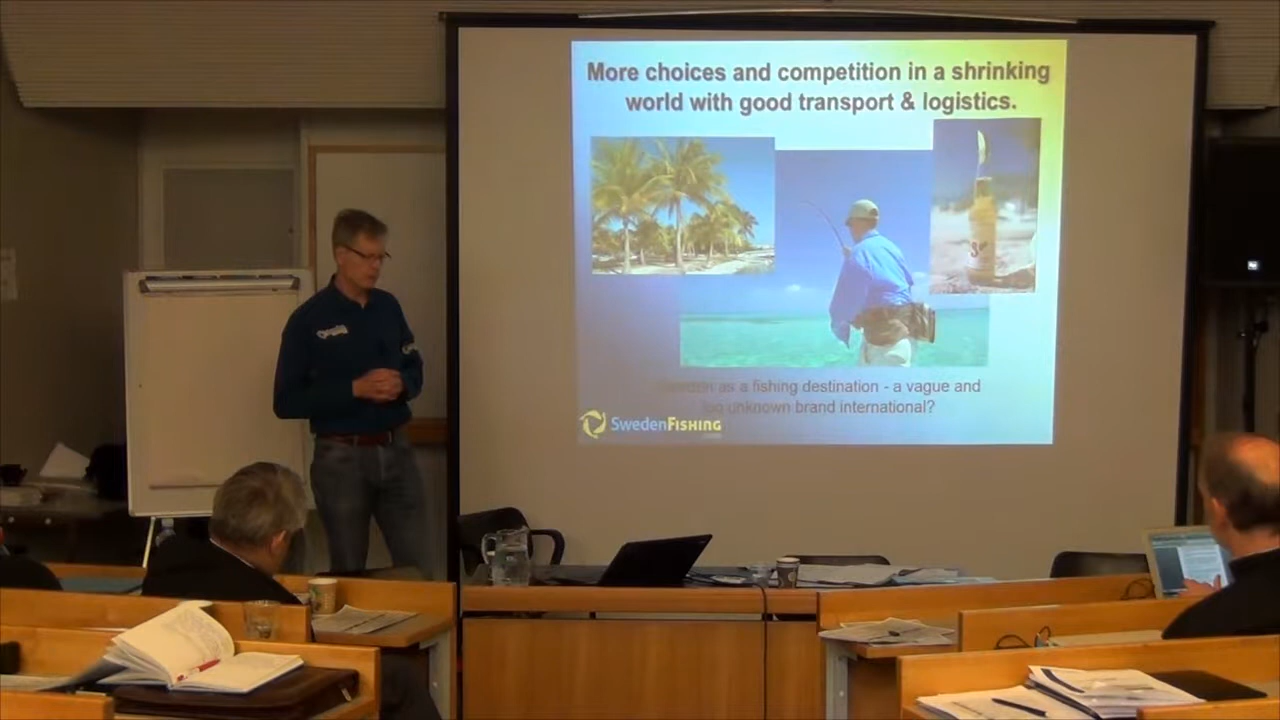 More choices and competition in a shrinking
world with good transport & logistics.
as a fishing destination - a vague and
unknown brand international?
SwedenFishing